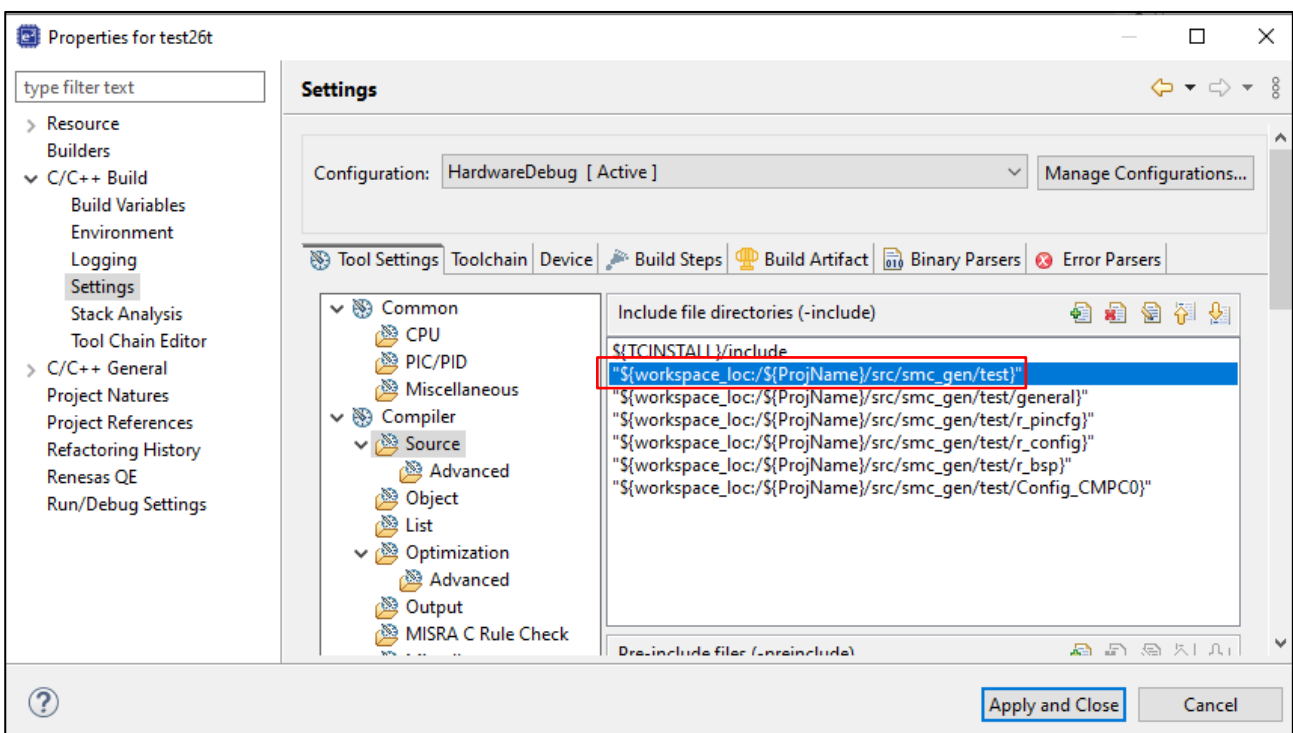 Properties for test26t
type filter text
Settings
Resource
Builders
C/C++ Build
Build Variables
Environment
Logging
Settings
Stack Analysis
Tool Chain Editor
C/C++ General
Project Natures
Project References
Refactoring History
Renesas QE
Run/Debug Settings
Configuration: HardwareDebug [ Active ] Manage Configurations...
Tool Settings Toolchain Device Build Steps Build Artifact Binary Parsers Error Parsers
Common
CPU
PIC/PID
Miscellaneous
Compiler
Source
Advanced
Object
List
Optimization
Advanced
Output
MISRA C Rule Check
Include file directories (-include)
${TCINSTALL}/include
"${workspace_loc:/${ProjName}/src/smc_gen/test}"
"${workspace_loc:/${ProjName}/src/smc_gen/test/general}"
"${workspace_loc:/${ProjName}/src/smc_gen/test/r_pincfg}"
"${workspace_loc:/${ProjName}/src/smc_gen/test/r_config}"
"${workspace_loc:/${ProjName}/src/smc_gen/test/r_bsp}"
"${workspace_loc:/${ProjName}/src/smc_gen/test/Config_CMPC0}"
Pre-include files (-preinclude)
Apply and Close Cancel